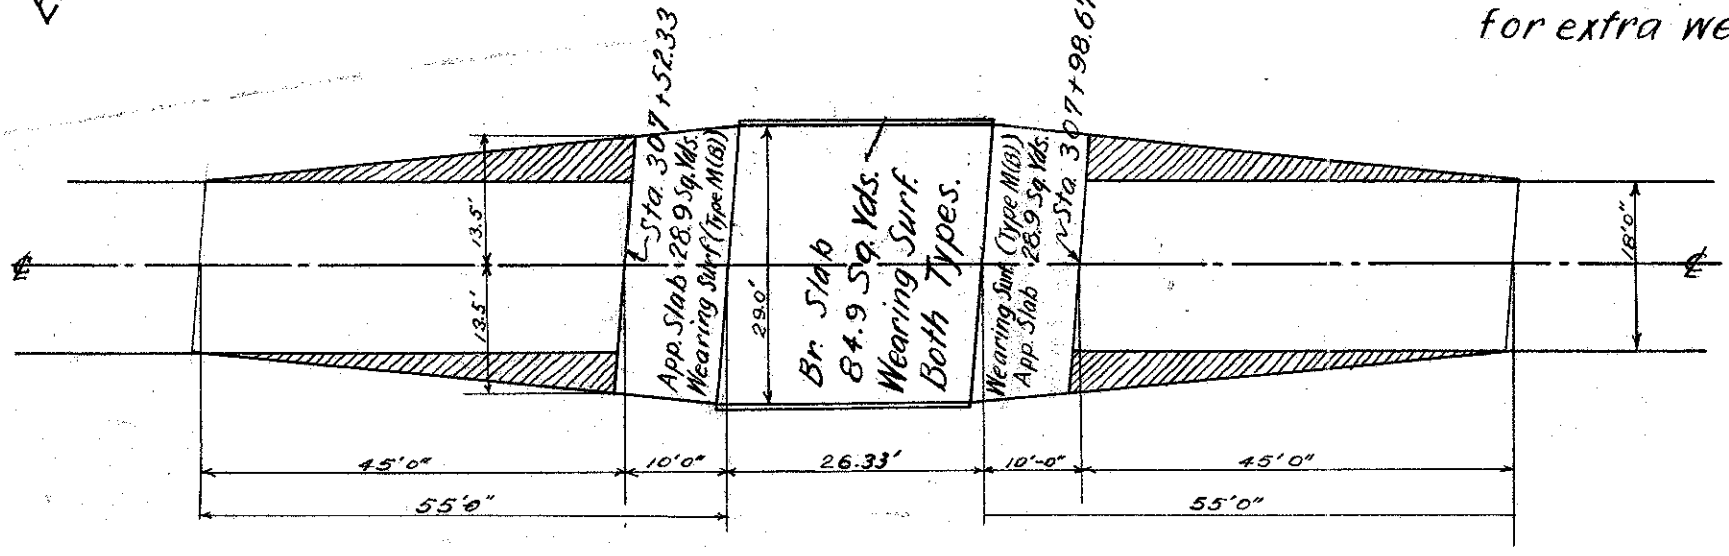 for extra we
Sta. 307+52.33
App. Slab 28.9 Sq. Yds.
Wearing Surf. (Type M(B))
Br. Slab
84.9 Sq. Yds.
Wearing Surf.
Both Types.
Wearing Surf. (Type M(B))
App. Slab 28.9 Sq. Yds.
Sta. 307+98.67
13.5'
13.5'
29.0'
18'0"
℄
℄
45'0"
10'0"
26.33'
10'-0"
45'0"
55'0"
55'0"